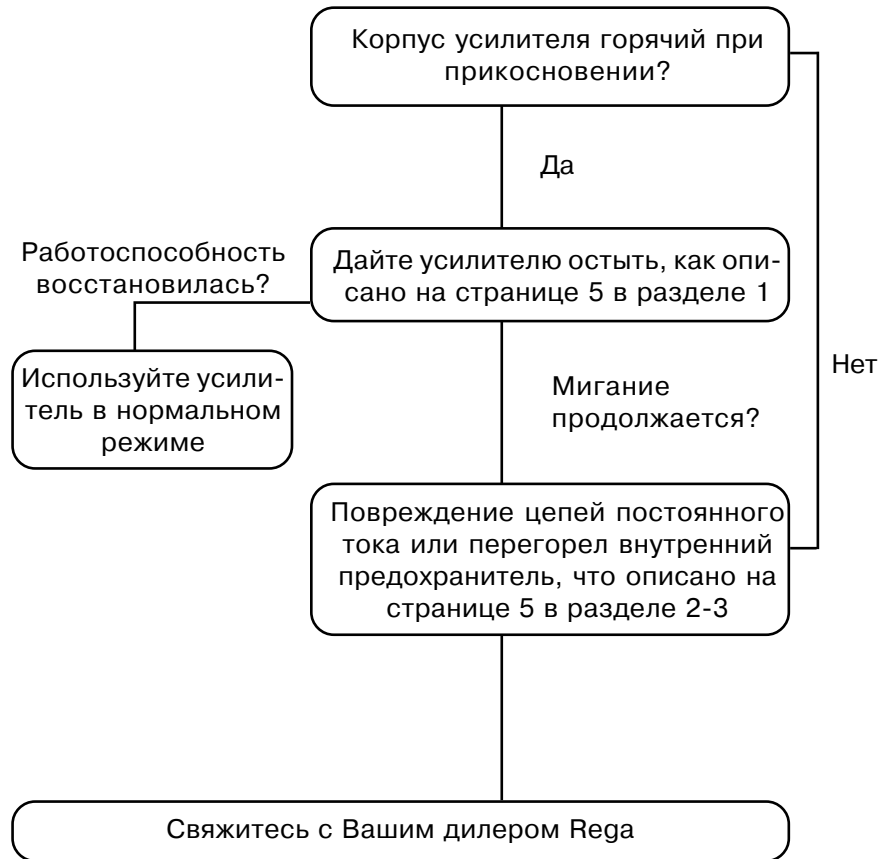 Корпус усилителя горячий при
прикосновении?
Да
Работоспособность
восстановилась?
Дайте усилителю остыть, как опи-
сано на странице 5 в разделе 1
Нет
Используйте усили-
тель в нормальном
режиме
Мигание
продолжается?
Повреждение цепей постоянного
тока или перегорел внутренний
предохранитель, что описано на
странице 5 в разделе 2-3
Свяжитесь с Вашим дилером Rega